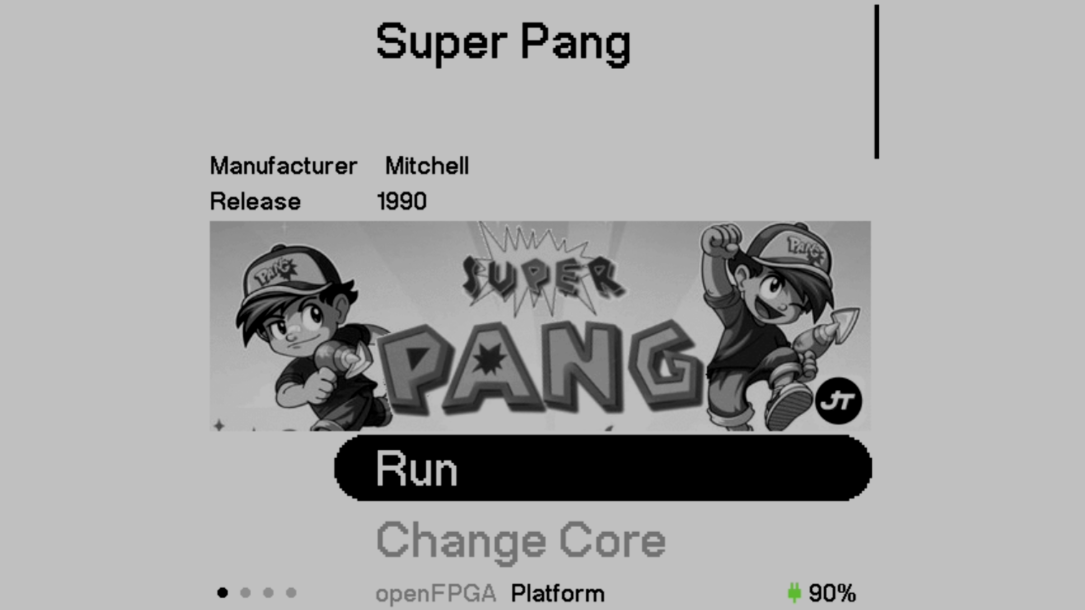 Super Pang
Manufacturer Mitchell
Release 1990
PANG
PANG
SUPER
PANG
JT
Run
Change Core
openFPGA Platform 90%